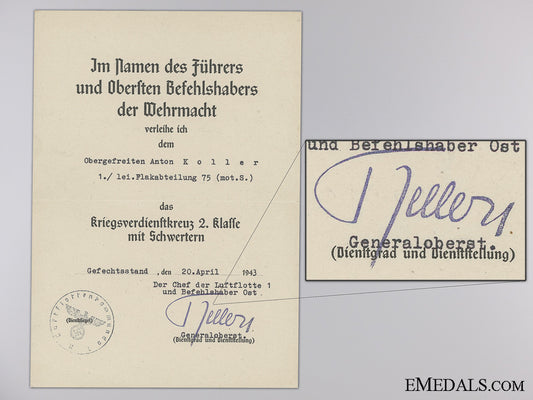 Im Namen des Führers
und Obersten Befehlshabers
der Wehrmacht
verleihe ich
dem
Obergefreiten Anton Koller
1./ lei.Flakabteilung 75 (mot.S.)
das
Kriegsverdienstkreuz 2. Klasse
mit Schwertern
Gefechtsstand, den 20.April 1943
Der Chef der Luftflotte 1
und Befehlshaber Ost
Generaloberst.
(Dienstgrad und Dienststellung)
(Dienstsiegel)
und Befehlshaber Ost
Generaloberst.
(Dienstgrad und Dienststellung)
EMEDALS.COM